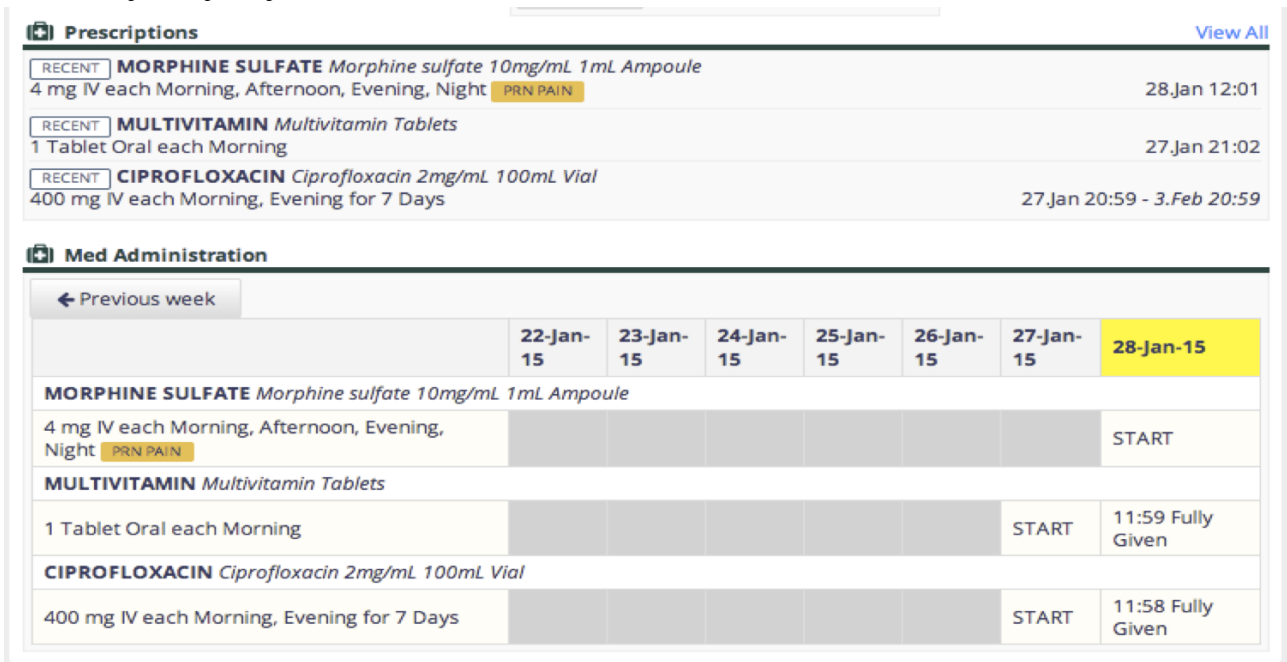 Prescriptions View All
RECENT MORPHINE SULFATE Morphine sulfate 10mg/mL 1mL Ampoule
4 mg IV each Morning, Afternoon, Evening, Night PRN PAIN 28.Jan 12:01
RECENT MULTIVITAMIN Multivitamin Tablets
1 Tablet Oral each Morning 27.Jan 21:02
RECENT CIPROFLOXACIN Ciprofloxacin 2mg/mL 100mL Vial
400 mg IV each Morning, Evening for 7 Days 27.Jan 20:59 - 3.Feb 20:59
Med Administration
Previous week
22-Jan-15 23-Jan-15 24-Jan-15 25-Jan-15 26-Jan-15 27-Jan-15 28-Jan-15
MORPHINE SULFATE Morphine sulfate 10mg/mL 1mL Ampoule
4 mg IV each Morning, Afternoon, Evening,
Night PRN PAIN START
MULTIVITAMIN Multivitamin Tablets
1 Tablet Oral each Morning START 11:59 Fully Given
CIPROFLOXACIN Ciprofloxacin 2mg/mL 100mL Vial
400 mg IV each Morning, Evening for 7 Days START 11:58 Fully Given